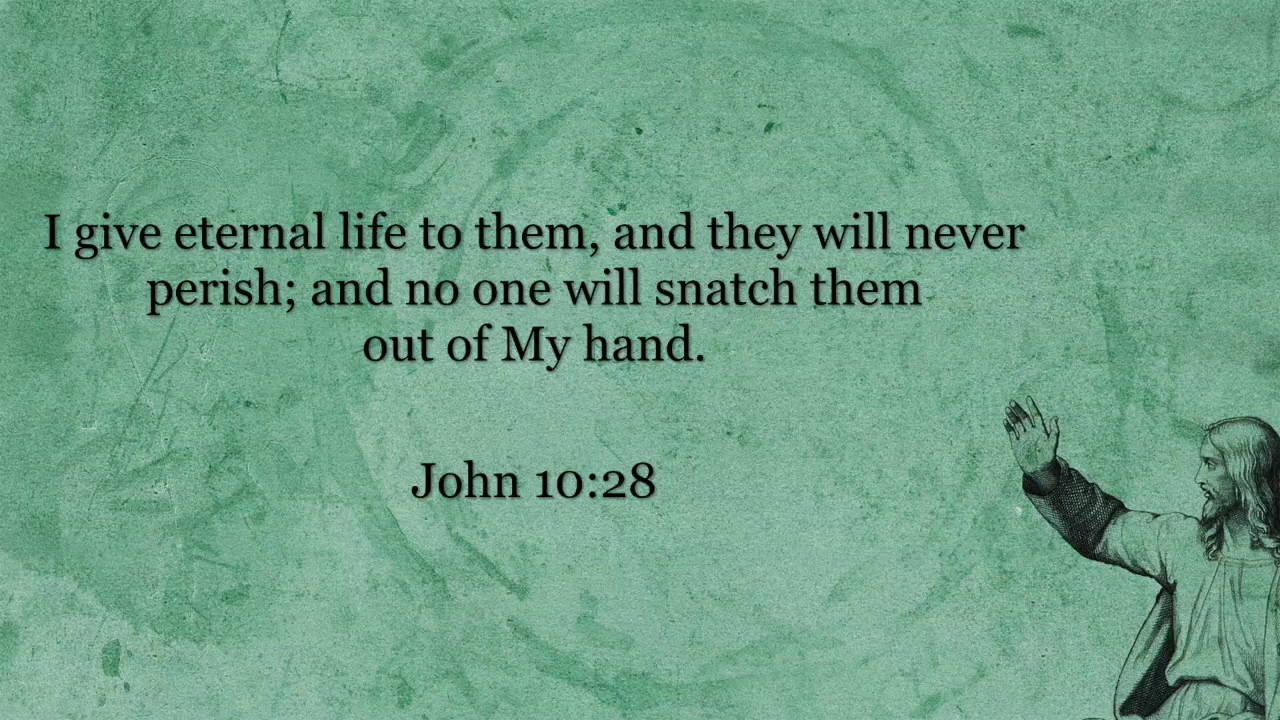 I give eternal life to them, and they will never
perish; and no one will snatch them
out of My hand.
John 10:28